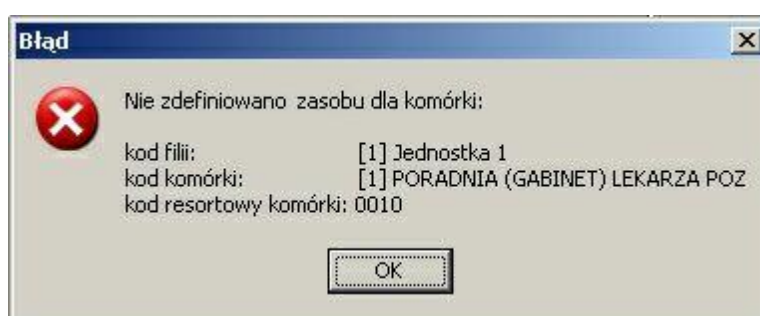 Błąd
Nie zdefiniowano zasobu dla komórki:
kod filii: [1] Jednostka 1
kod komórki: [1] PORADNIA (GABINET) LEKARZA POZ
kod resortowy komórki: 0010
OK